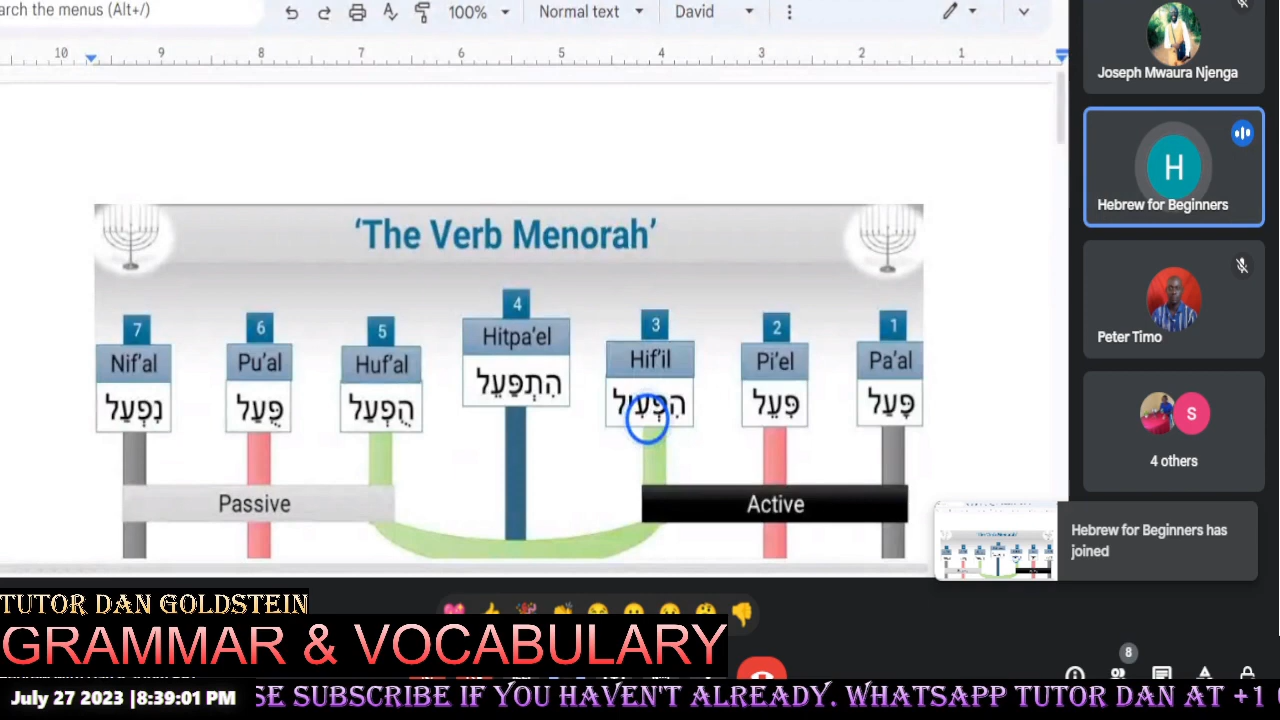 arch the menus (Alt+/)
100%
Normal text
David
10 9 8 7 6 5 4 3 2 1
'The Verb Menorah'
7 6 5 4 3 2 1
Nif'al Pu'al Huf'al Hitpa'el Hif'il Pi'el Pa'al
נִפְעַל פֻּעַל הֻפְעַל הִתְפַּעֵל הִפְעִיל פִּעֵל פָּעַל
Passive
Active
Joseph Mwaura Njenga
H
Hebrew for Beginners
Peter Timo
S
4 others
Hebrew for Beginners has
joined
8
TUTOR DAN GOLDSTEIN
GRAMMAR & VOCABULARY
July 27 2023 |8:39:01 PM
SE SUBSCRIBE IF YOU HAVEN'T ALREADY. WHATSAPP TUTOR DAN AT +1